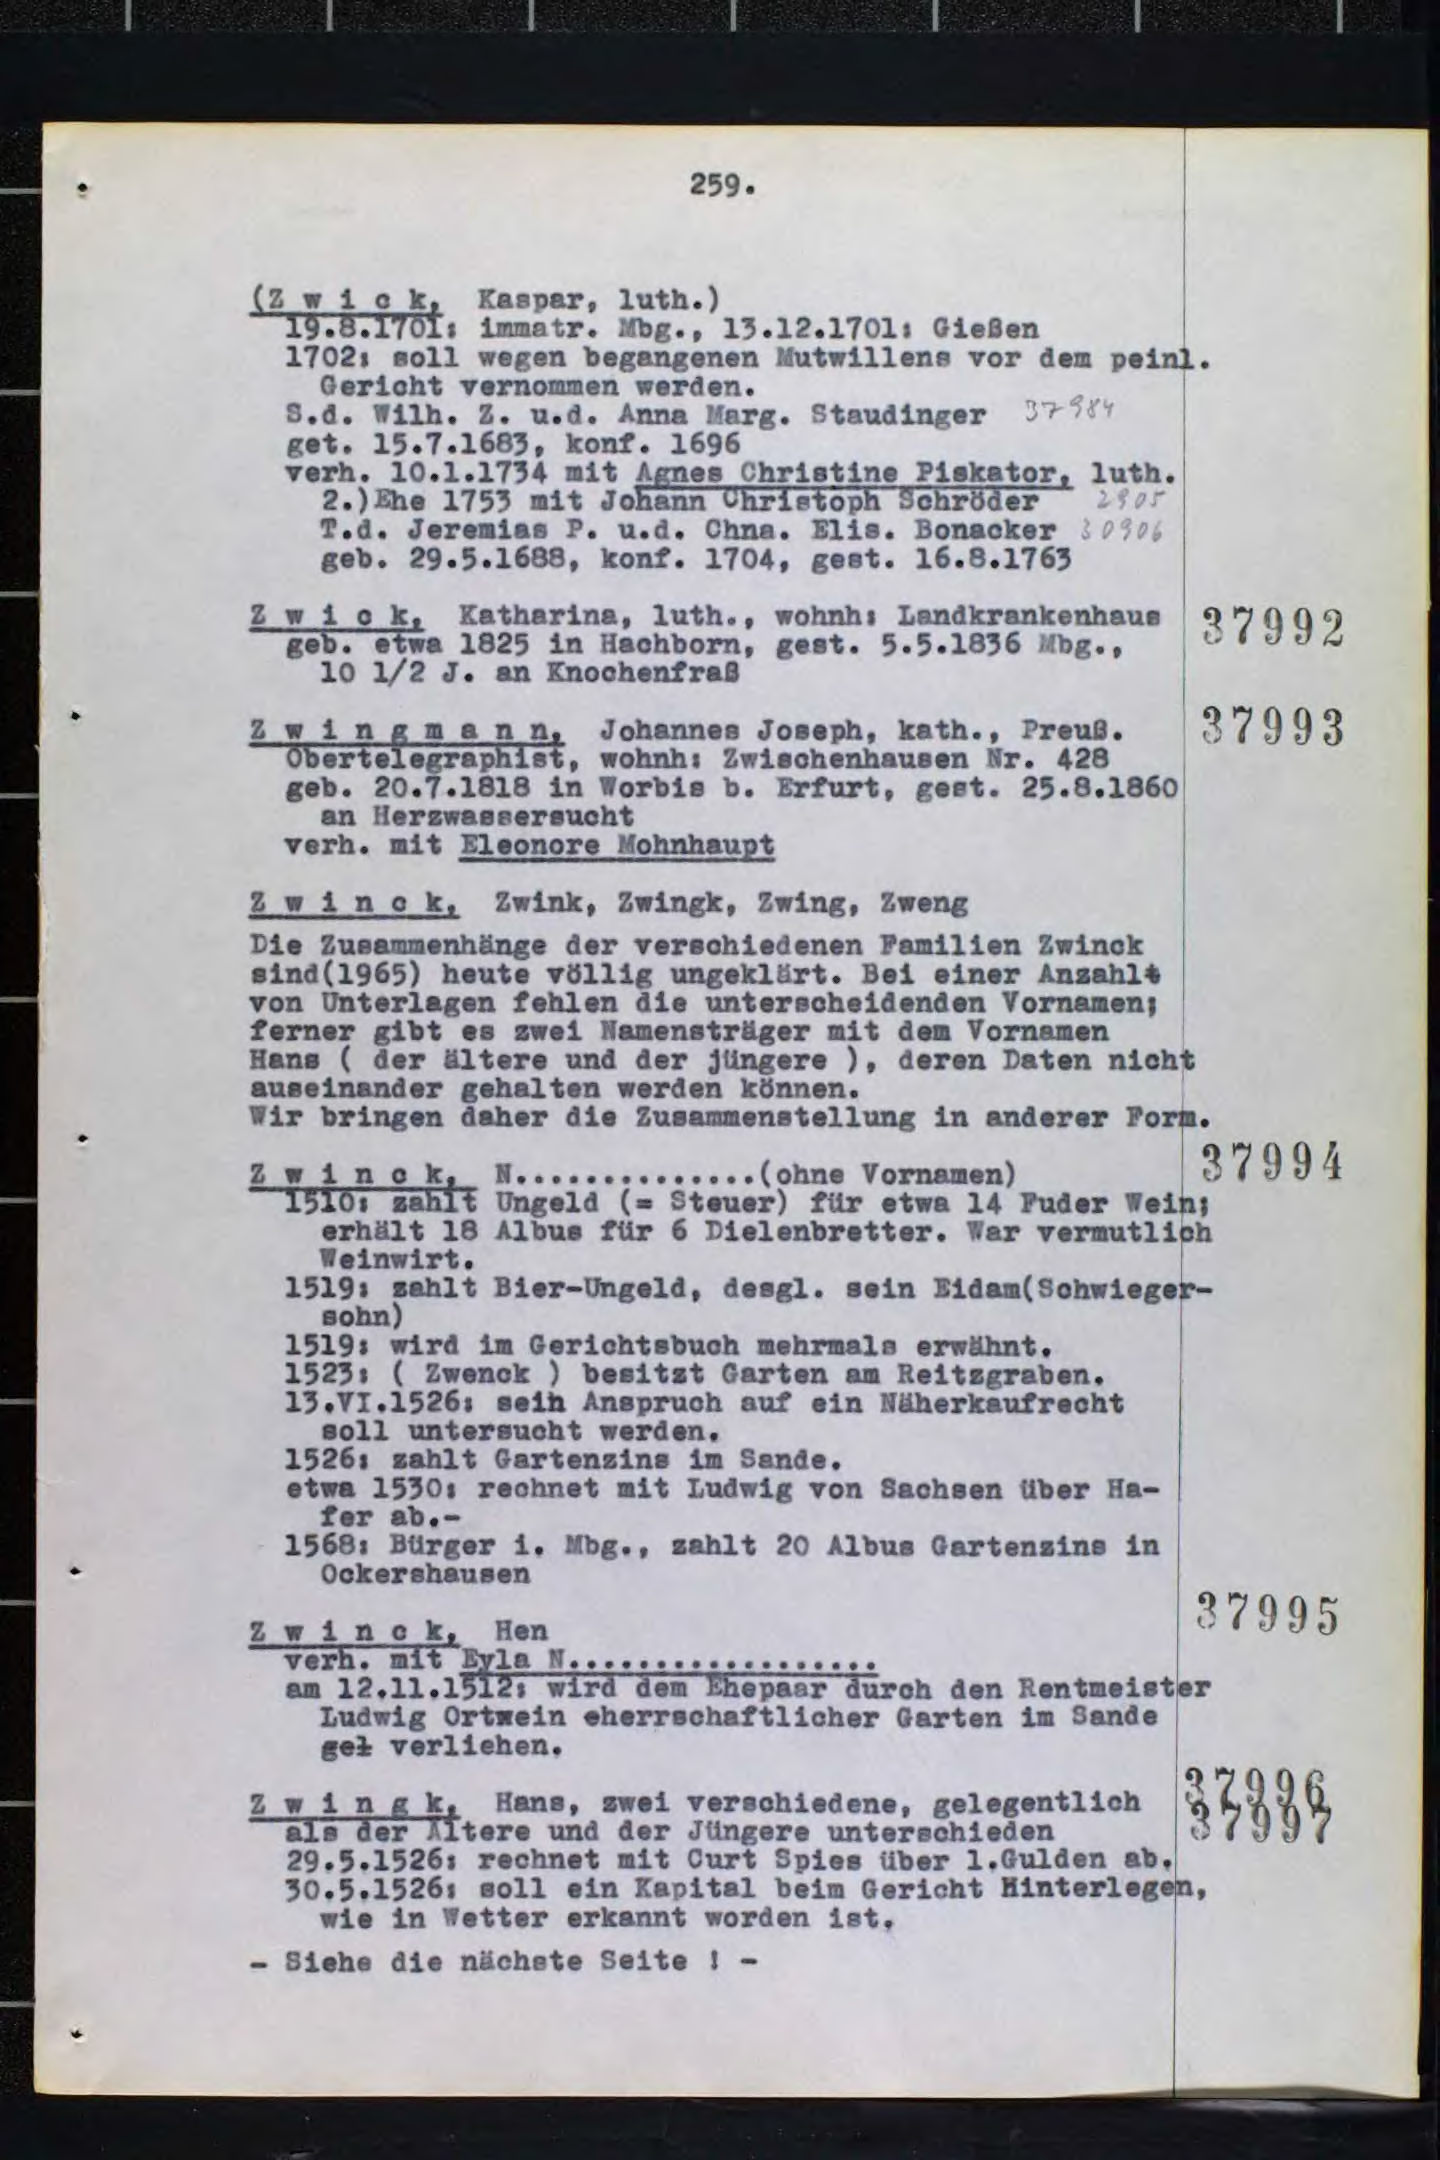 259.
(Z w i c k, Kaspar, luth.)
19.8.1701: immatr. Mbg., 13.12.1701: Gießen
1702: soll wegen begangenen Mutwillens vor dem peinl.
Gericht vernommen werden.
S.d. Wilh. Z. u.d. Anna Marg. Staudinger 37984
get. 15.7.1683, konf. 1696
verh. 10.1.1734 mit Agnes Christine Piskator, luth.
2.)Ehe 1753 mit Johann Christoph Schröder 2905
T.d. Jeremias P. u.d. Chna. Elis. Bonacker 30906
geb. 29.5.1688, konf. 1704, gest. 16.8.1763
Z w i c k, Katharina, luth., wohnh: Landkrankenhaus 37992
geb. etwa 1825 in Hachborn, gest. 5.5.1836 Mbg.,
10 1/2 J. an Knochenfraß
Z w i n g m a n n, Johannes Joseph, kath., Preuß. 37993
Obertelegraphist, wohnh: Zwischenhausen Nr. 428
geb. 20.7.1818 in Worbis b. Erfurt, gest. 25.8.1860
an Herzwassersucht
verh. mit Eleonore Mohnhaupt
Z w i n c k, Zwink, Zwingk, Zwing, Zweng
Die Zusammenhänge der verschiedenen Familien Zwinck
sind(1965) heute völlig ungeklärt. Bei einer Anzahlt
von Unterlagen fehlen die unterscheidenden Vornamen;
ferner gibt es zwei Namensträger mit dem Vornamen
Hans ( der ältere und der jüngere ), deren Daten nicht
auseinander gehalten werden können.
Wir bringen daher die Zusammenstellung in anderer Form.
Z w i n c k, N..............(ohne Vornamen) 37994
1510: zahlt Ungeld (= Steuer) für etwa 14 Fuder Wein;
erhält 18 Albus für 6 Dielenbretter. War vermutlich
Weinwirt.
1519: zahlt Bier-Ungeld, desgl. sein Eidam(Schwieger-
sohn)
1519: wird im Gerichtsbuch mehrmals erwähnt.
1523: ( Zwenck ) besitzt Garten am Reitzgraben.
13.VI.1526: sein Anspruch auf ein Näherkaufrecht
soll untersucht werden.
1526: zahlt Gartenzins im Sande.
etwa 1530: rechnet mit Ludwig von Sachsen über Ha-
fer ab.-
1568: Bürger i. Mbg., zahlt 20 Albus Gartenzins in
Ockershausen
37995
Z w i n c k, Hen
verh. mit Eyla N..................
am 12.11.1512: wird dem Ehepaar durch den Rentmeister
Ludwig Ortwein eherrschaftlicher Garten im Sande
gel verliehen.
37996
Z w i n g k, Hans, zwei verschiedene, gelegentlich 37997
als der Ältere und der Jüngere unterschieden
29.5.1526: rechnet mit Curt Spies über 1.Gulden ab.
30.5.1526: soll ein Kapital beim Gericht Hinterlegen,
wie in Wetter erkannt worden ist.
- Siehe die nächste Seite ! -